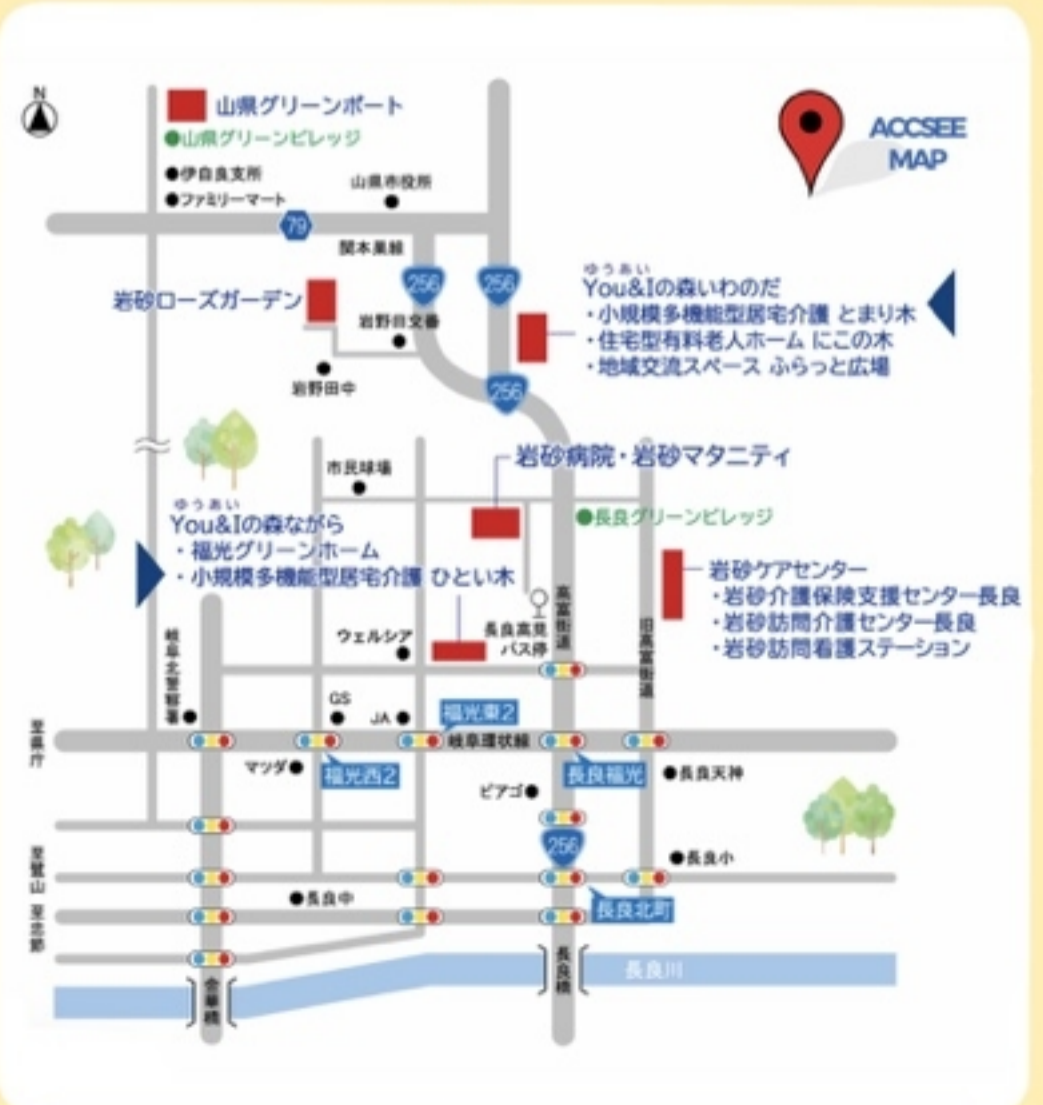 N
山県グリーンポート
●山県グリーンビレッジ
●伊自良支所
●ファミリーマート
山県市役所
ACCSEE
MAP
79
関本巣線
256
256
岩砂ローズガーデン
岩野田交番
岩野田中
ゆうあい
You&Iの森いわのだ
・小規模多機能型居宅介護 とまり木
・住宅型有料老人ホーム にこの木
・地域交流スペース ふらっと広場
256
岩砂病院・岩砂マタニティ
市民球場
●長良グリーンビレッジ
ゆうあい
You&Iの森ながら
・福光グリーンホーム
・小規模多機能型居宅介護 ひとい木
岩砂ケアセンター
・岩砂介護保険支援センター長良
・岩砂訪問介護センター長良
・岩砂訪問看護ステーション
高富街道
旧高富街道
長良高見
バス停
ウェルシア
岐阜北警察署
GS
JA
福光東2
至県庁
岐阜環状線
マツダ
福光西2
長良福光
●長良天神
ピアゴ
256
●長良小
至鷺山
●長良中
長良北町
至忠節
長良橋
長良川
金華橋